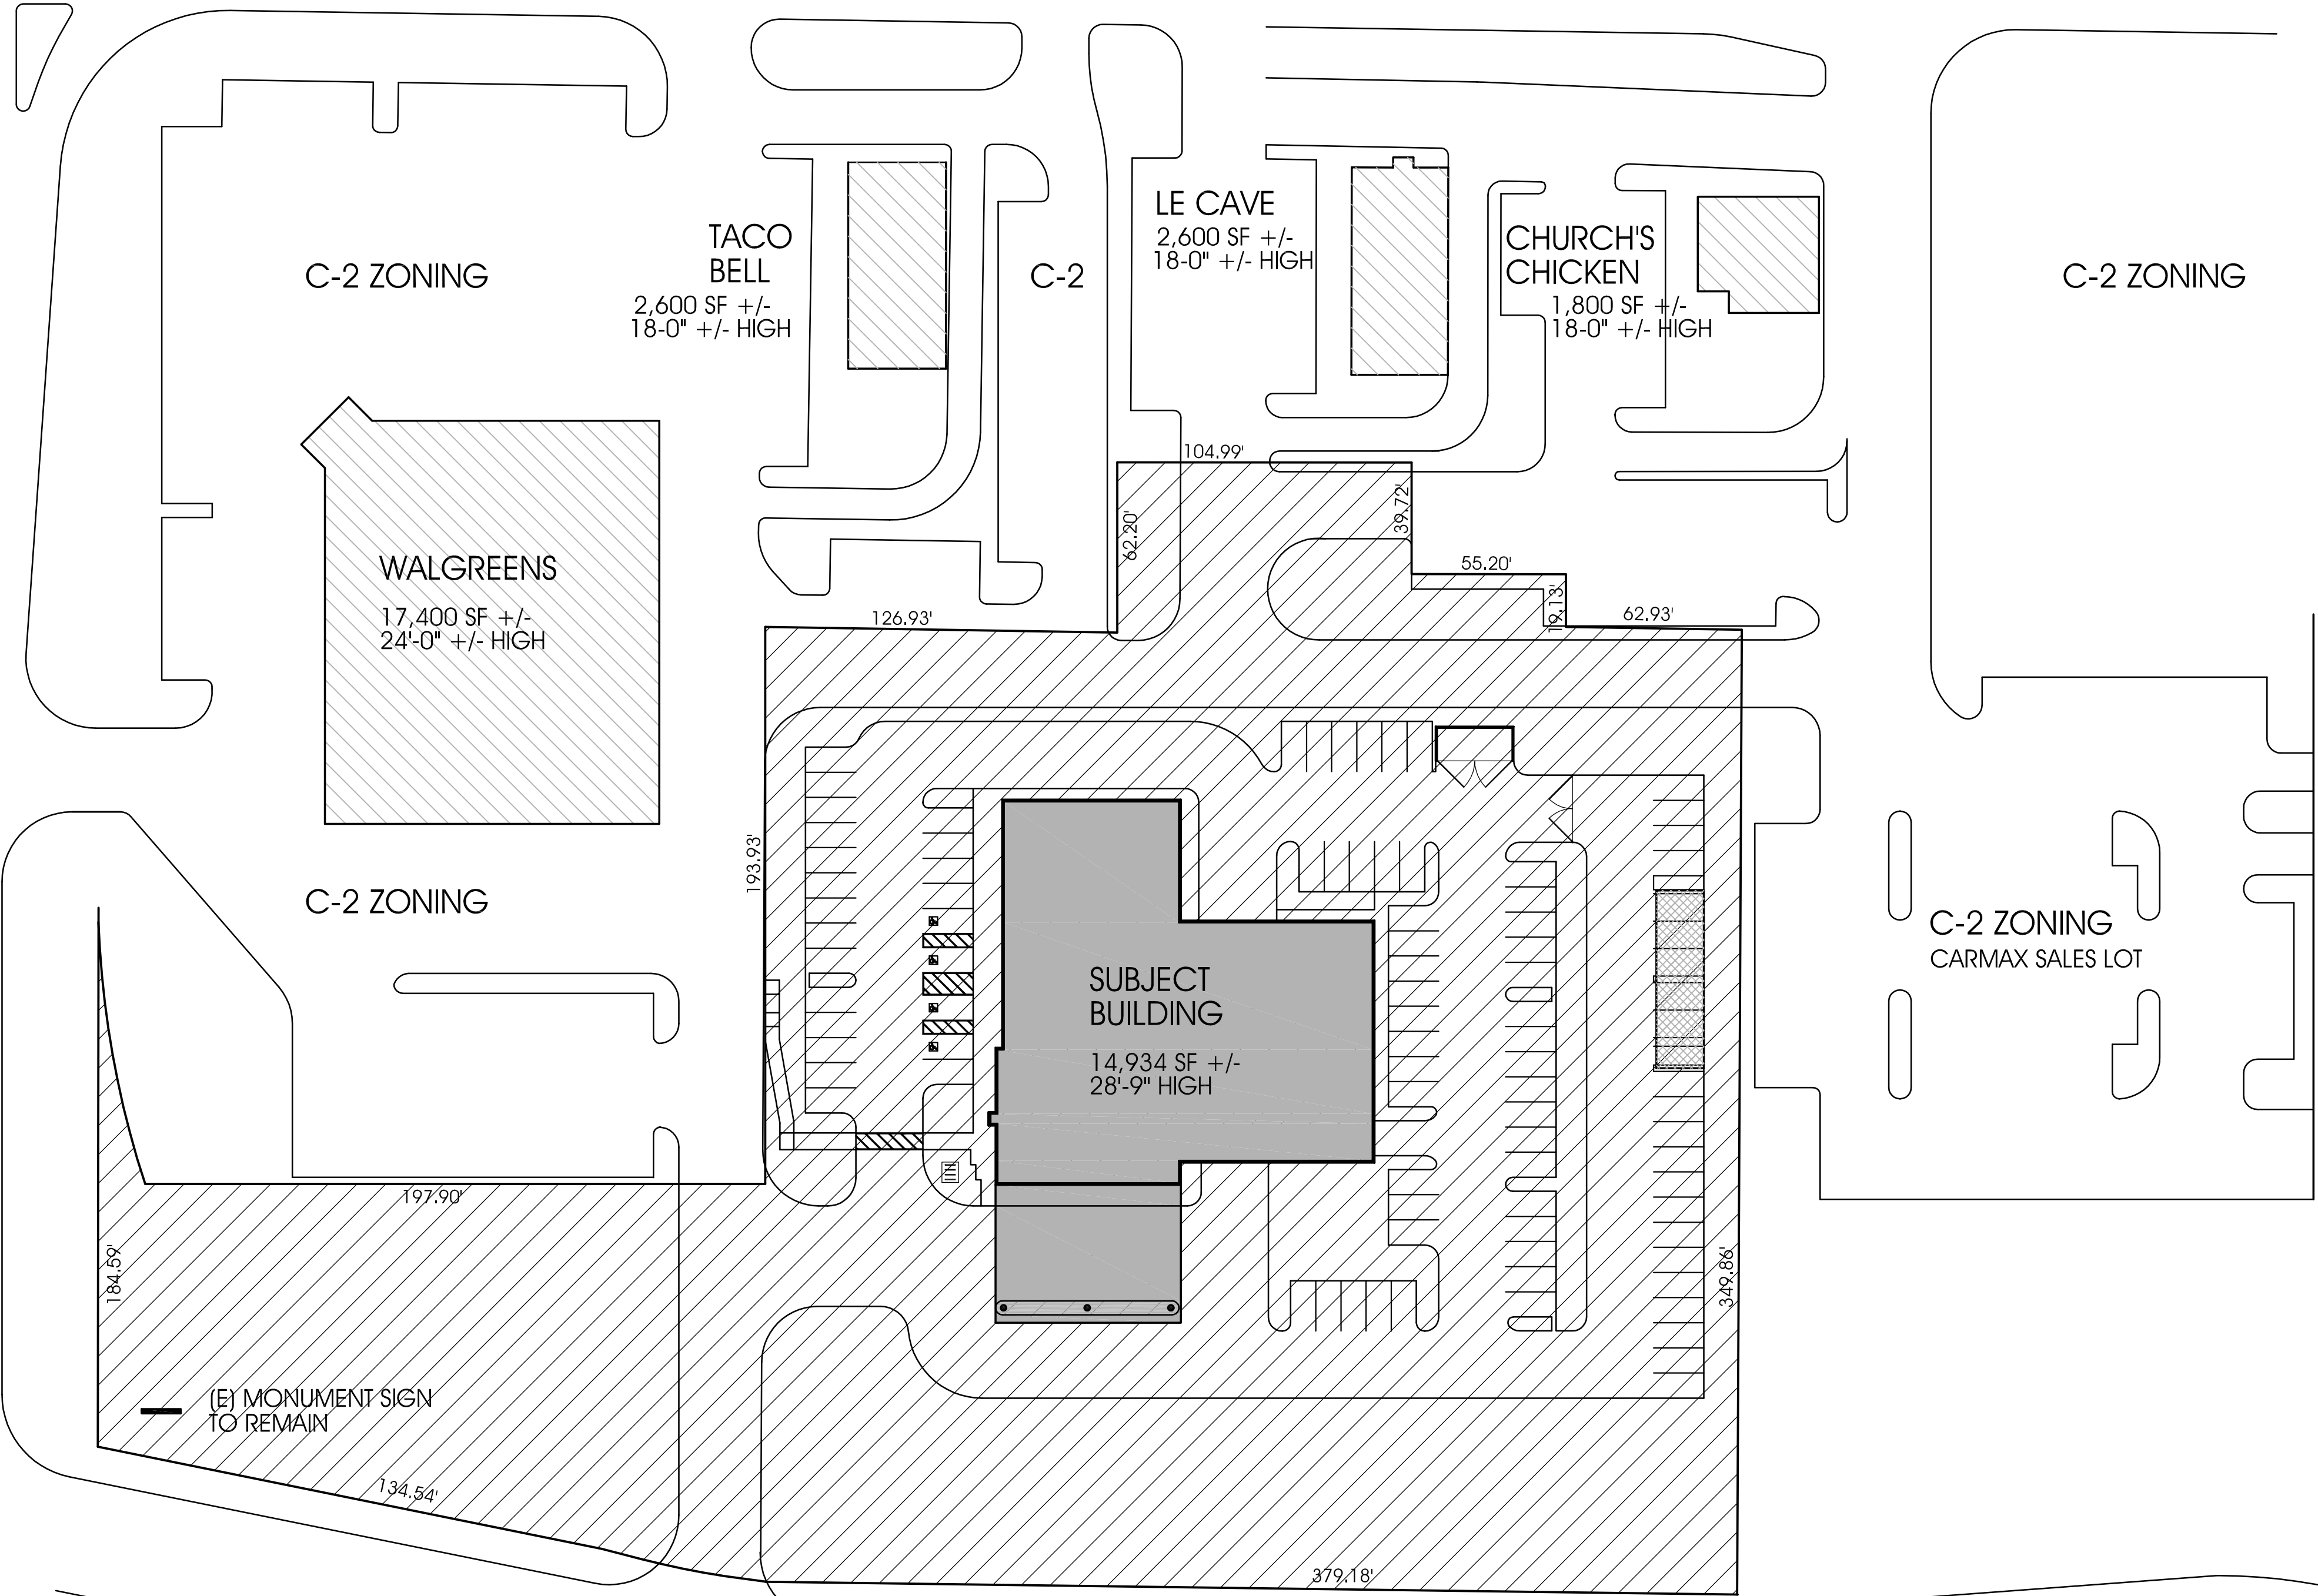 LE CAVE
2,600 SF +/-
18-0" +/- HIGH
TACO
BELL
2,600 SF +/-
18-0" +/- HIGH
CHURCH'S
CHICKEN
1,800 SF +/-
18-0" +/- HIGH
C-2 ZONING
C-2
C-2 ZONING
104.99'
39.72'
62.20'
55.20'
19.13'
62.93'
126.93'
WALGREENS
17,400 SF +/-
24'-0" +/- HIGH
193.93'
C-2 ZONING
C-2 ZONING
CARMAX SALES LOT
SUBJECT
BUILDING
14,934 SF +/-
28'-9" HIGH
197.90'
184.59'
349.86'
(E) MONUMENT SIGN
TO REMAIN
134.54'
379.18'